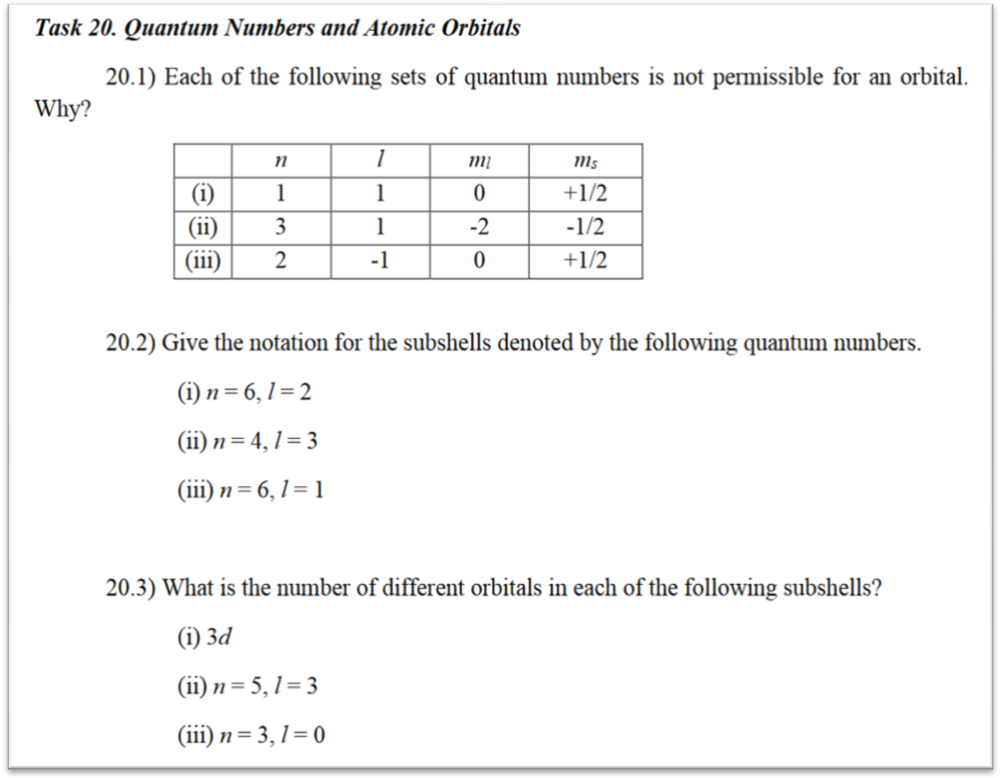 Task 20. Quantum Numbers and Atomic Orbitals
20.1) Each of the following sets of quantum numbers is not permissible for an orbital.
Why?
n l ml ms
(i) 1 1 0 +1/2
(ii) 3 1 -2 -1/2
(iii) 2 -1 0 +1/2
20.2) Give the notation for the subshells denoted by the following quantum numbers.
(i) n = 6, l = 2
(ii) n = 4, l = 3
(iii) n = 6, l = 1
20.3) What is the number of different orbitals in each of the following subshells?
(i) 3d
(ii) n = 5, l = 3
(iii) n = 3, l = 0